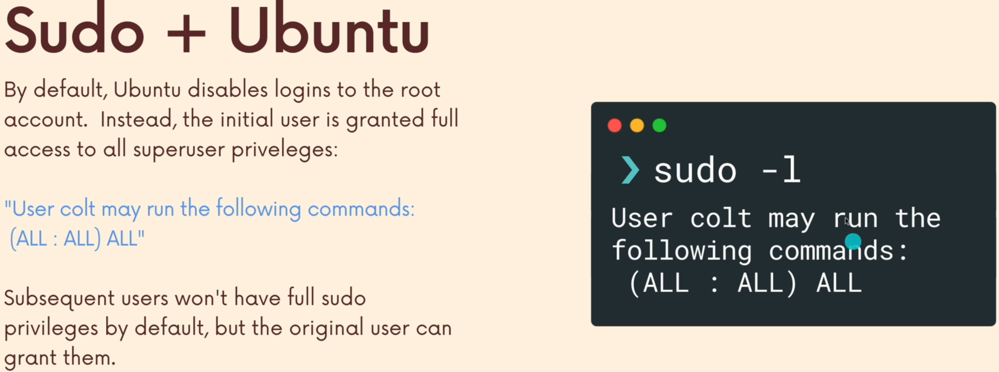 Sudo + Ubuntu
By default, Ubuntu disables logins to the root
account.  Instead, the initial user is granted full
access to all superuser priveleges:
"User colt may run the following commands:
(ALL : ALL) ALL"
Subsequent users won't have full sudo
privileges by default, but the original user can
grant them.
❯ sudo -l
User colt may run the
following commands:
(ALL : ALL) ALL